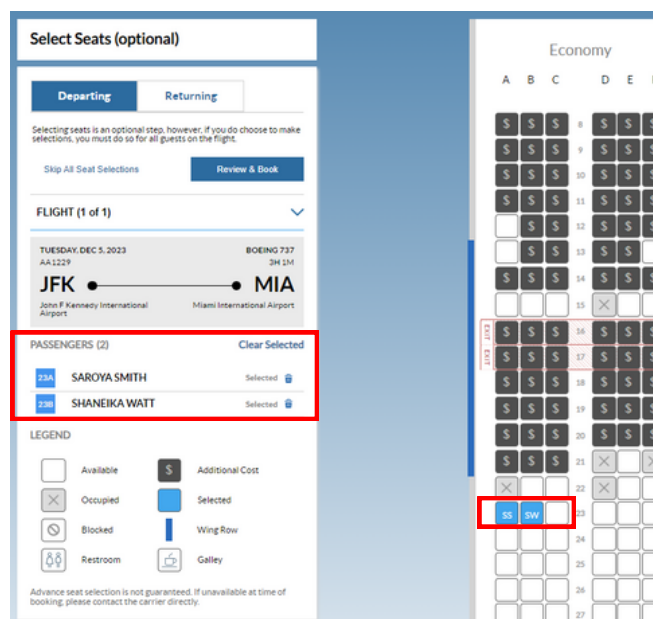 Select Seats (optional)
Departing Returning
Selecting seats is an optional step, however, if you do choose to make
selections, you must do so for all guests on the flight.
Skip All Seat Selections Review & Book
FLIGHT (1 of 1)
TUESDAY, DEC 5, 2023 BOEING 737
AA1229 3H 1M
JFK MIA
John F Kennedy International Miami International Airport
Airport
PASSENGERS (2) Clear Selected
23A SAROYA SMITH Selected
23B SHANEIKA WATT Selected
LEGEND
Available $ Additional Cost
Occupied Selected
Blocked Wing Row
Restroom Galley
Advance seat selection is not guaranteed. If unavailable at time of
booking, please contact the carrier directly.
Economy
A B C D E
$ $ $ 8 $ $ $
$ $ $ 9 $ $ $
$ $ $ 10 $ $ $
$ $ $ 11 $ $ $
$ $ 12 $ $ $
$ $ 13 $ $
$ $ $ 14 $ $ $
15
EXIT $ $ $ 16 $ $ $
EXIT $ $ $ 17 $ $ $
$ $ $ 18 $ $ $
$ $ $ 19 $ $ $
$ $ $ 20 $ $ $
$ $ $ 21
22
SS SW 23
24
25
26
27